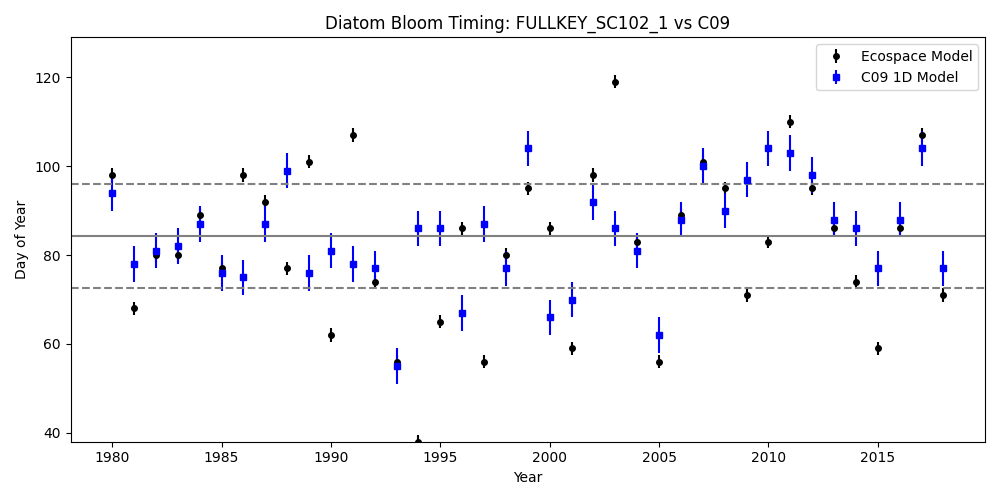 Diatom Bloom Timing: FULLKEY_SC102_1 vs C09
Ecospace Model
C09 1D Model
Day of Year
120
100
80
60
40
1980 1985 1990 1995 2000 2005 2010 2015
Year